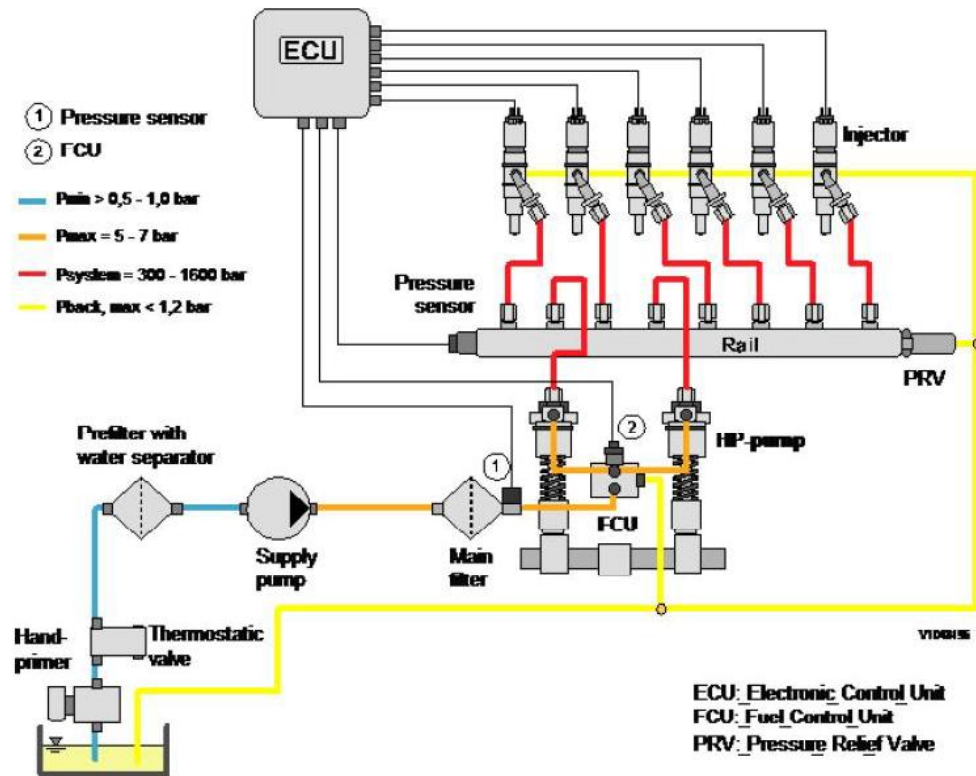 ECU
1 Pressure sensor
2 FCU
Pmin > 0,5 - 1,0 bar
Pmax = 5 - 7 bar
Psystem = 300 - 1600 bar
Pback, max < 1,2 bar
Injector
Pressure
sensor
Rail
PRV
Prefilter with
water separator
1
2
HP-pump
FCU
Supply
pump
Main
filter
Hand-
primer
Thermostatic
valve
ECU: Electronic Control Unit
FCU: Fuel Control Unit
PRV: Pressure Relief Valve